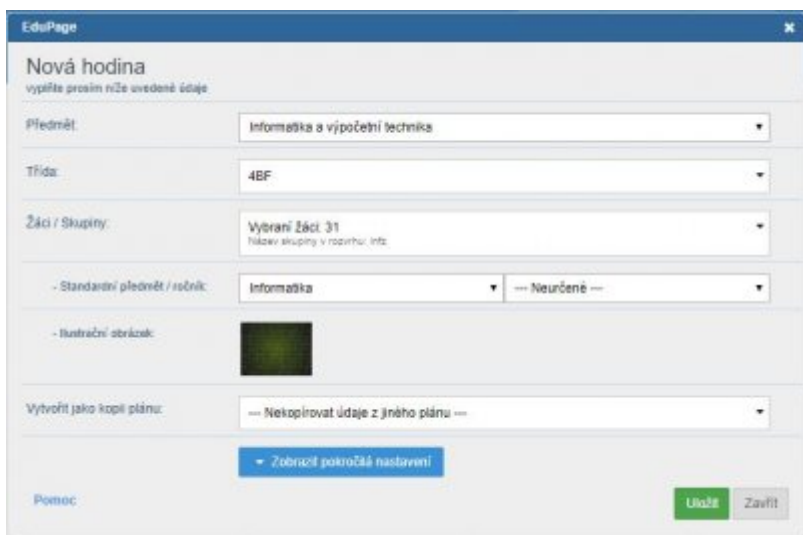 EduPage
Nová hodina
vyplňte prosím níže uvedené údaje
Předmět:
Informatika a výpočetní technika
Třída:
4BF
Žáci / Skupiny:
Vybraní žáci: 31
Název skupiny v rozvrhu: Infz
- Standardní předmět / ročník:
Informatika
--- Neurčené ---
- Ilustrační obrázek:
Vytvořit jako kopii plánu:
--- Nekopírovat údaje z jiného plánu ---
Zobrazit pokročilá nastavení
Pomoc
Uložit
Zavřít